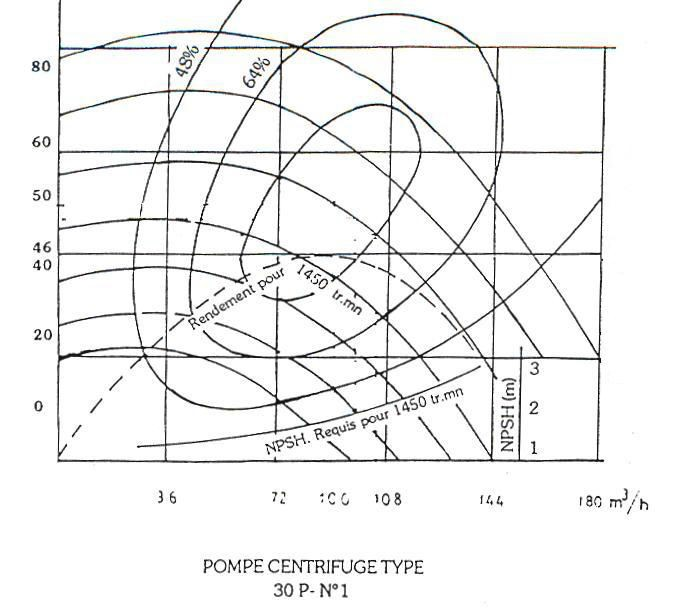 80
60
50
46
40
20
0
48%
64%
Rendement pour 1450 tr.mn
NPSH. Requis pour 1450 tr.mn
NPSH (m)
3
2
1
36 72 100 108 144 180 m³/h
POMPE CENTRIFUGE TYPE
30 P- N°1